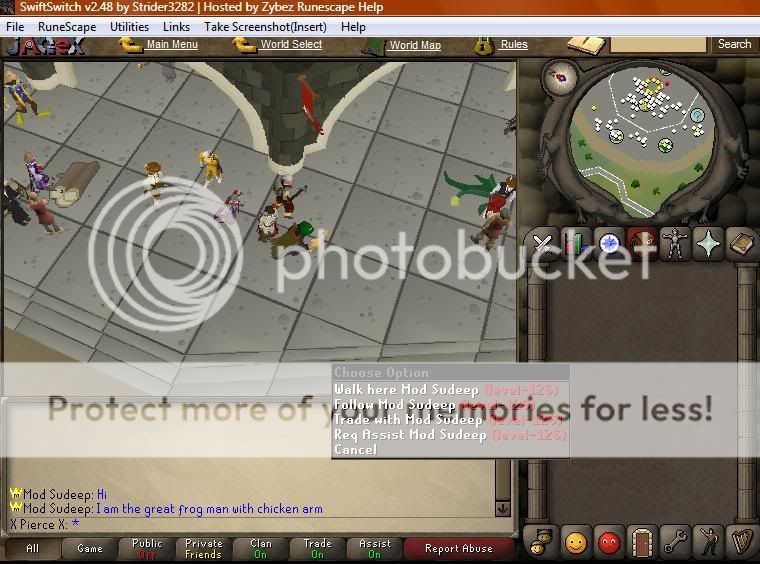 SwiftSwitch v2.48 by Strider3282 | Hosted by Zybez Runescape Help
File RuneScape Utilities Links Take Screenshot(Insert) Help
JAGEX Main Menu World Select World Map Rules Search
photobucket
Choose Option
Walk here Mod Sudeep (level-126)
Follow Mod Sudeep (level-126)
Trade with Mod Sudeep (level-126)
Req Assist Mod Sudeep (level-126)
Cancel
Protect more of your memories for less!
Mod Sudeep: Hi
Mod Sudeep: I am the great frog man with chicken arm
X Pierce X: *
All Game Public Off Private Friends Clan On Trade On Assist On Report Abuse